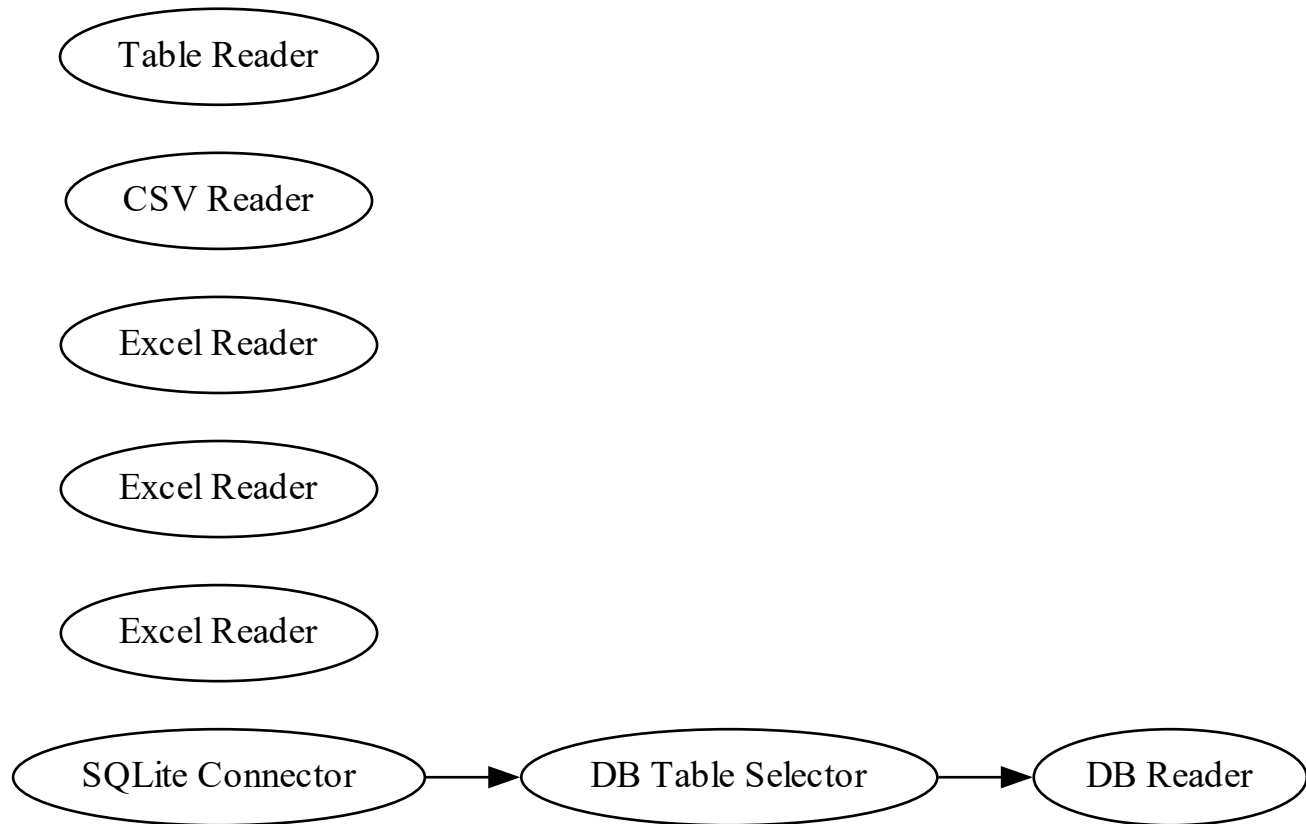 Table Reader
CSV Reader
Excel Reader
Excel Reader
Excel Reader
SQLite Connector
DB Table Selector
DB Reader